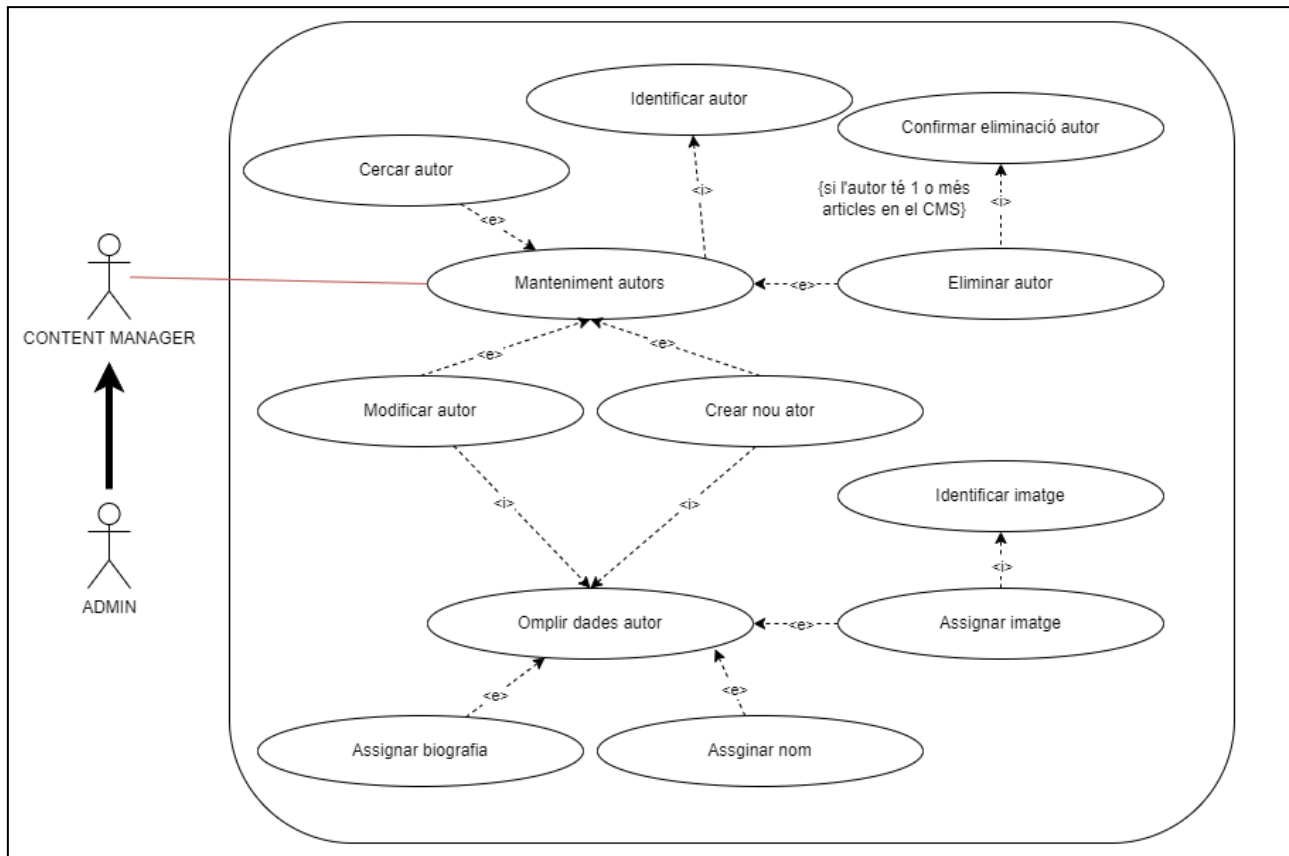 Identificar autor
Confirmar eliminació autor
Cercar autor
{si l'autor té 1 o més
articles en el CMS}
<i>
<i>
<e>
Manteniment autors
<e>
Eliminar autor
CONTENT MANAGER
<e>
<e>
Modificar autor
Crear nou ator
Identificar imatge
<i>
<i>
<i>
ADMIN
Omplir dades autor
<e>
Assignar imatge
<e>
<e>
Assignar biografia
Assginar nom